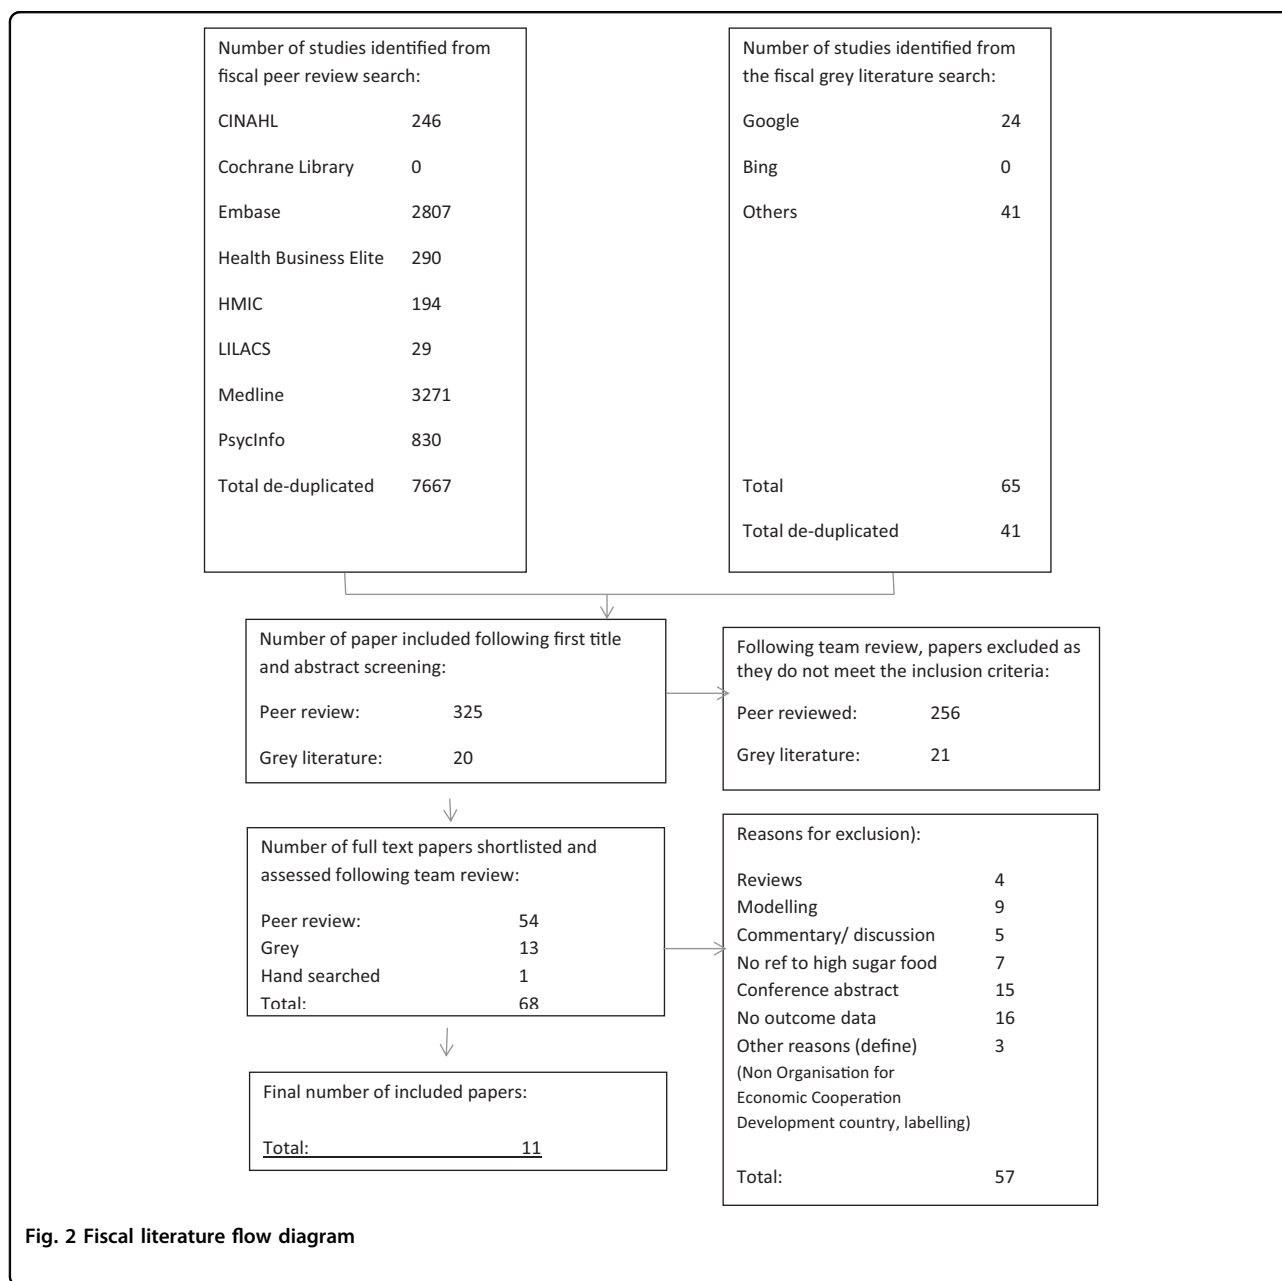 Number of studies identified from
fiscal peer review search:
CINAHL 246
Cochrane Library 0
Embase 2807
Health Business Elite 290
HMIC 194
LILACS 29
Medline 3271
PsycInfo 830
Total de-duplicated 7667
Number of studies identified from
the fiscal grey literature search:
Google 24
Bing 0
Others 41
Total 65
Total de-duplicated 41
Number of paper included following first title
and abstract screening:
Peer review: 325
Grey literature: 20
Following team review, papers excluded as
they do not meet the inclusion criteria:
Peer reviewed: 256
Grey literature: 21
Number of full text papers shortlisted and
assessed following team review:
Peer review: 54
Grey 13
Hand searched 1
Total: 68
Reasons for exclusion):
Reviews 4
Modelling 9
Commentary/ discussion 5
No ref to high sugar food 7
Conference abstract 15
No outcome data 16
Other reasons (define) 3
(Non Organisation for
Economic Cooperation
Development country, labelling)
Total: 57
Final number of included papers:
Total: 11
Fig. 2 Fiscal literature flow diagram